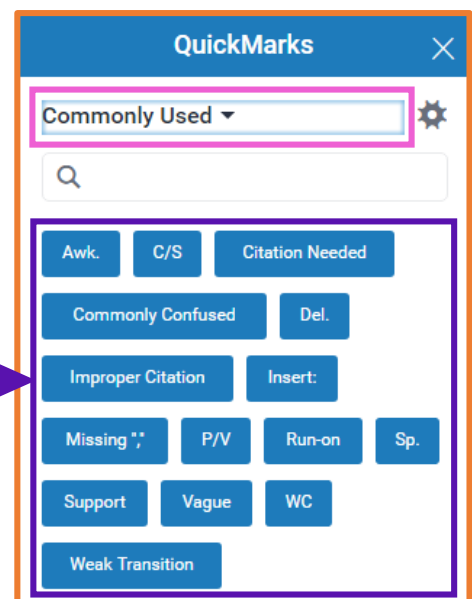 QuickMarks
Commonly Used
Awk. C/S Citation Needed
Commonly Confused Del.
Improper Citation Insert:
Missing "," P/V Run-on Sp.
Support Vague WC
Weak Transition